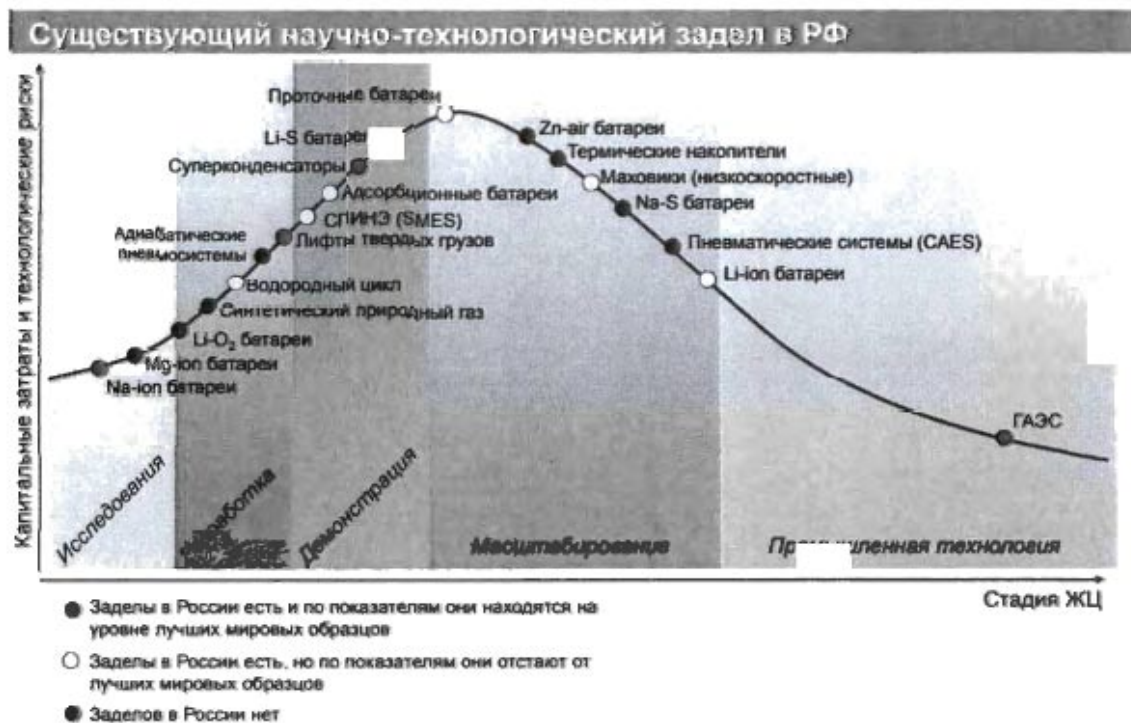 Существующий научно-технологический задел в РФ
Капитальные затраты и технологические риски
Проточные батареи
Li-S
Суперконденсаторы
Адсорбционные батареи
СПИНЭ (SMES)
Лифты твердых грузов
Адиабатические
пневмосистемы
Водородный цикл
Синтетический природный газ
Li-O₂ батареи
Mg-ion батареи
Na-ion батареи
Zn-air батареи
Термические накопители
Маховики (низкоскоростные)
Na-S батареи
Пневматические системы (CAES)
Li-ion батареи
ГАЭС
Исследования
Демонстрация
Масштабирование
технология
Стадия ЖЦ
Заделы в России есть и по показателям они находятся на
уровне лучших мировых образцов
Заделы в России есть, но по показателям они отстают от
лучших мировых образцов
Заделов в России нет